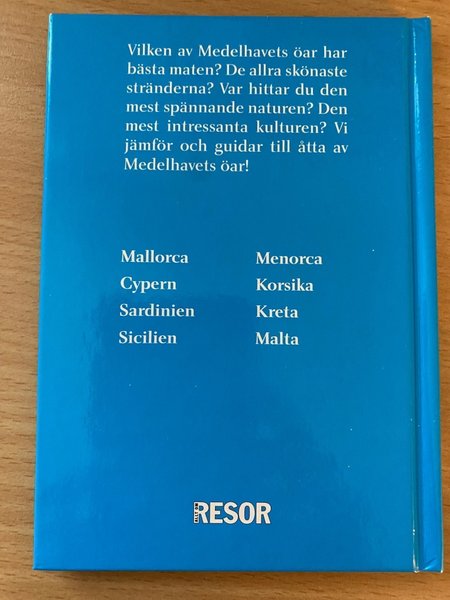 Vilken av Medelhavets öar har
bästa maten? De allra skönaste
stränderna? Var hittar du den
mest spännande naturen? Den
mest intressanta kulturen? Vi
jämför och guidar till åtta av
Medelhavets öar!
Mallorca Menorca
Cypern Korsika
Sardinien Kreta
Sicilien Malta
RESOR